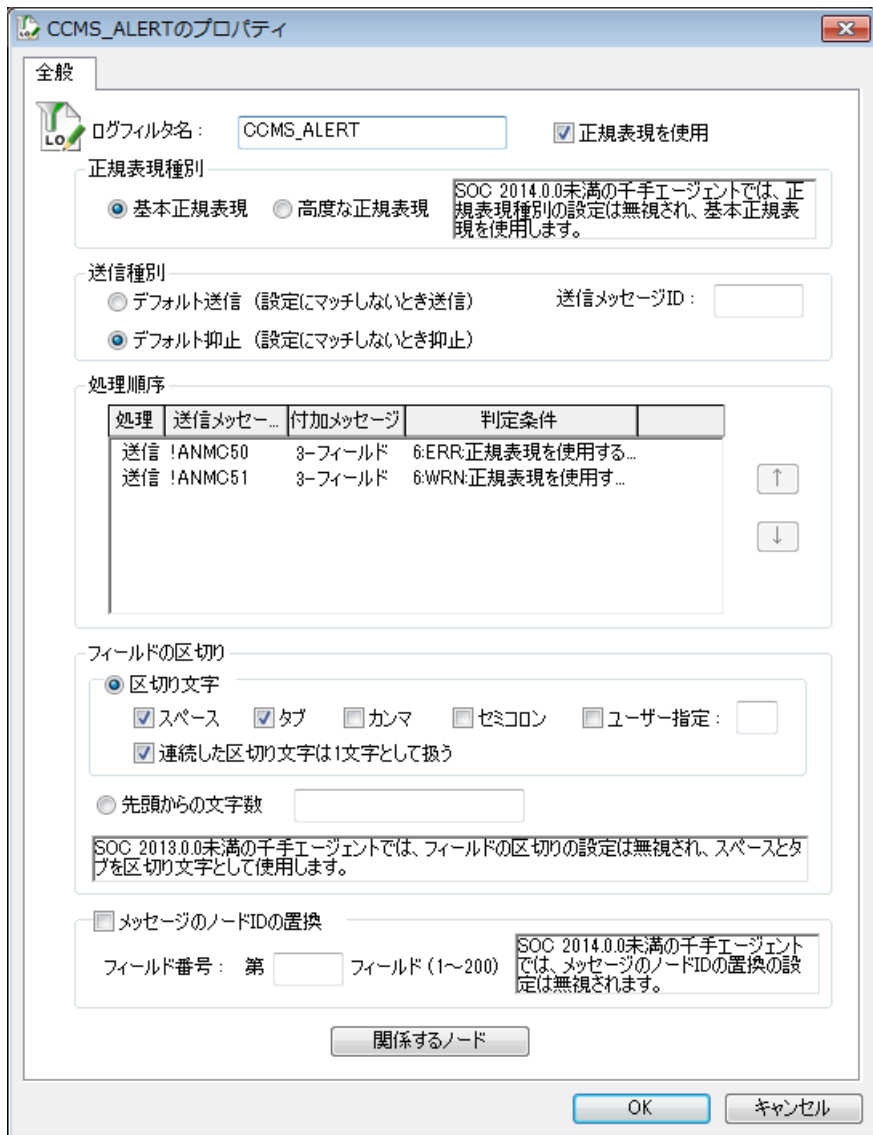 CCMS_ALERTのプロパティ
全般
LO
ログフィルタ名： CCMS_ALERT 正規表現を使用
正規表現種別
基本正規表現 高度な正規表現
SOC 2014.0.0未満の千手エージェントでは、正
規表現種別の設定は無視され、基本正規表
現を使用します。
送信種別
デフォルト送信（設定にマッチしないとき送信） 送信メッセージID：
デフォルト抑止（設定にマッチしないとき抑止）
処理順序
処理 送信メッセー... 付加メッセージ 判定条件
送信 !ANMC50 3-フィールド 6:ERR:正規表現を使用する...
送信 !ANMC51 3-フィールド 6:WRN:正規表現を使用す...
↑
↓
フィールドの区切り
区切り文字
スペース タブ カンマ セミコロン ユーザー指定：
連続した区切り文字は1文字として扱う
先頭からの文字数
SOC 2013.0.0未満の千手エージェントでは、フィールドの区切りの設定は無視され、スペースとタ
ブを区切り文字として使用します。
メッセージのノードIDの置換
フィールド番号： 第 フィールド（1～200）
SOC 2014.0.0未満の千手エージェント
では、メッセージのノードIDの置換の設
定は無視されます。
関係するノード
OK キャンセル